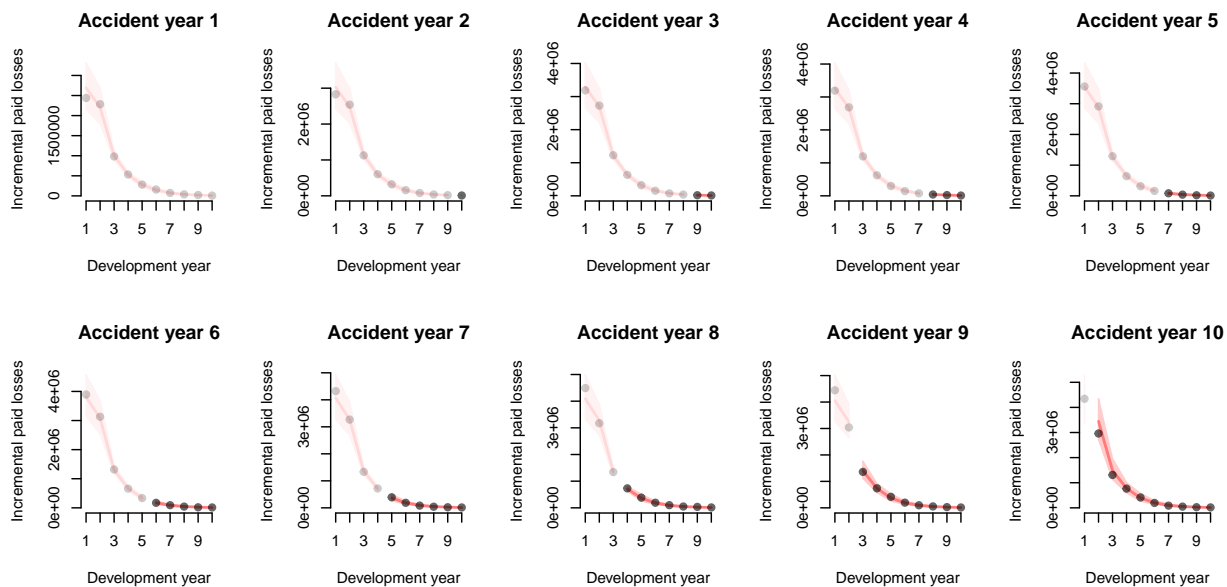 Accident year 1
Incremental paid losses
0
1500000
1 3 5 7 9
Development year
Accident year 2
Incremental paid losses
0e+00
2e+06
1 3 5 7 9
Development year
Accident year 3
Incremental paid losses
0e+00
2e+06
4e+06
1 3 5 7 9
Development year
Accident year 4
Incremental paid losses
0e+00
2e+06
4e+06
1 3 5 7 9
Development year
Accident year 5
Incremental paid losses
0e+00
2e+06
4e+06
1 3 5 7 9
Development year
Accident year 6
Incremental paid losses
0e+00
2e+06
4e+06
1 3 5 7 9
Development year
Accident year 7
Incremental paid losses
0e+00
3e+06
1 3 5 7 9
Development year
Accident year 8
Incremental paid losses
0e+00
3e+06
1 3 5 7 9
Development year
Accident year 9
Incremental paid losses
0e+00
3e+06
1 3 5 7 9
Development year
Accident year 10
Incremental paid losses
0e+00
3e+06
1 3 5 7 9
Development year